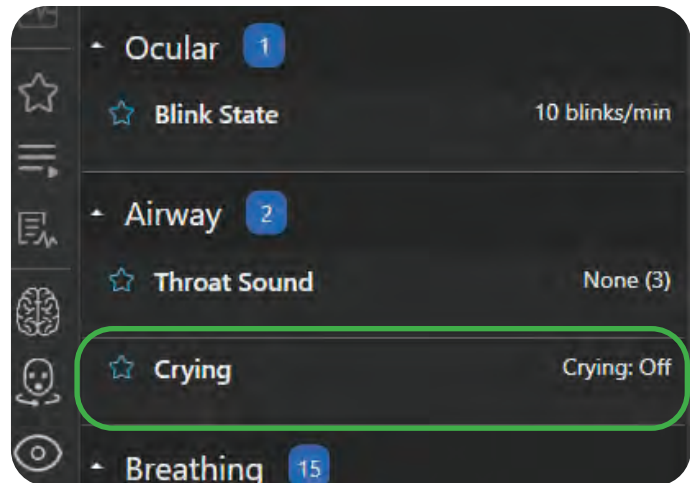 Ocular 1
Blink State 10 blinks/min
Airway 2
Throat Sound None (3)
Crying Crying: Off
Breathing 15